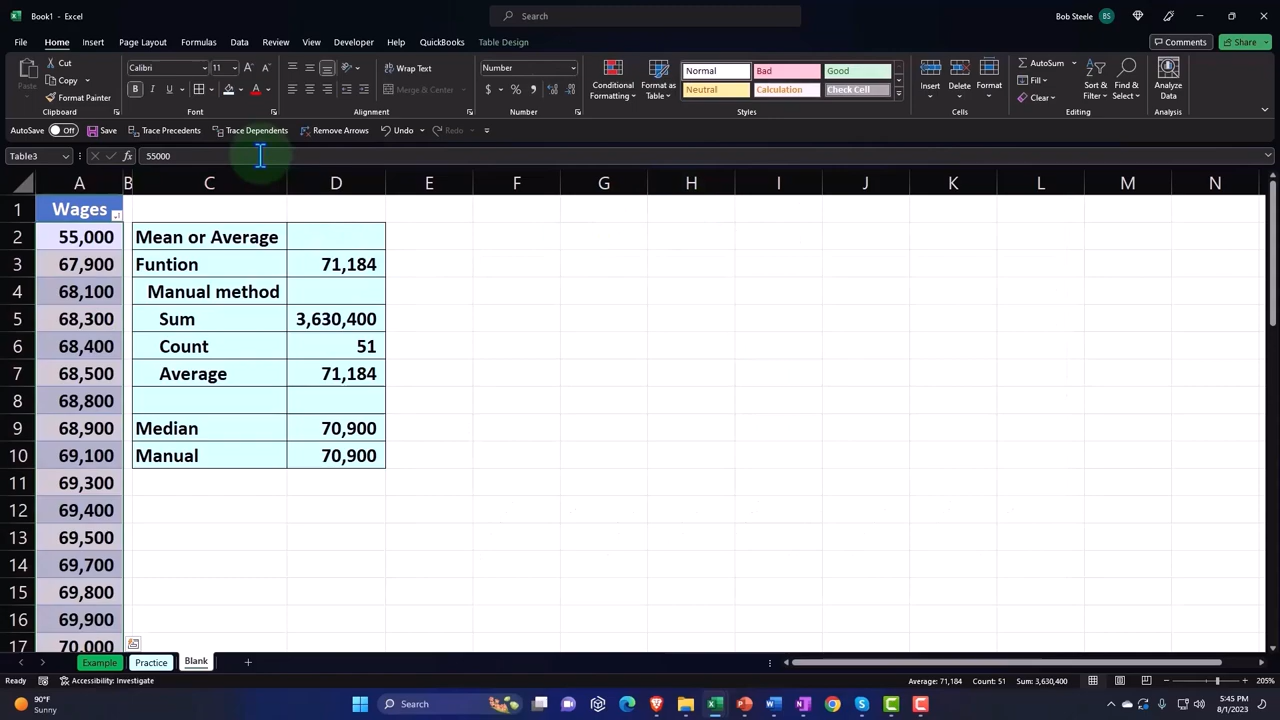 Book1 - Excel
Search
Bob Steele BS
File Home Insert Page Layout Formulas Data Review View Developer Help QuickBooks Table Design Comments Share
Paste Cut Copy Format Painter Clipboard
Calibri 11 B I U A Font
Wrap Text Merge & Center Alignment
Number $ % Number
Conditional Formatting Format as Table
Normal Bad Good
Neutral Calculation Check Cell
Styles
Insert Delete Format Cells
AutoSum Fill Clear Sort & Filter Find & Select Editing
Analyze Data Analysis
AutoSave Off Save Trace Precedents Trace Dependents Remove Arrows Undo Redo
Table3 fx 55000
A B C D E F G H I J K L M N
1 Wages
2 55,000 Mean or Average
3 67,900 Funtion 71,184
4 68,100 Manual method
5 68,300 Sum 3,630,400
6 68,400 Count 51
7 68,500 Average 71,184
8 68,800
9 68,900 Median 70,900
10 69,100 Manual 70,900
11 69,300
12 69,400
13 69,500
14 69,700
15 69,800
16 69,900
17 70,000
Example Practice Blank
Ready Accessibility: Investigate Average: 71,184 Count: 51 Sum: 3,630,400 205%
90°F
Sunny
Search
5:45 PM
8/1/2023